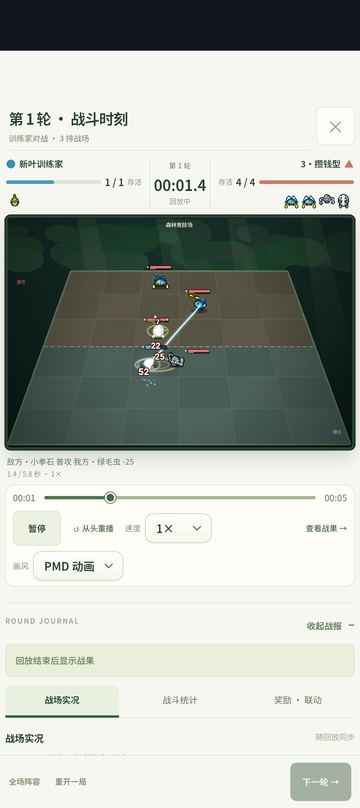 第 1 轮 · 战斗时刻
训练家对战 · 3 排战场
新叶训练家
1 / 1 存活
第 1 轮
00:01.4
回放中
3 · 攒钱型
存活 4 / 4
森林竞技场
敌方
7
22
25
52
我方
敌方 · 小拳石 普攻 我方 · 绿毛虫 -25
1.4 / 5.8 秒 · 1×
00:01
00:05
暂停
↺ 从头重播
速度
1×
查看战果 →
画风
PMD 动画
ROUND JOURNAL
收起战报 −
回放结束后显示战果
战场实况
战斗统计
奖励 · 联动
战场实况
随回放同步
全场阵容
重开一局
下一轮 →